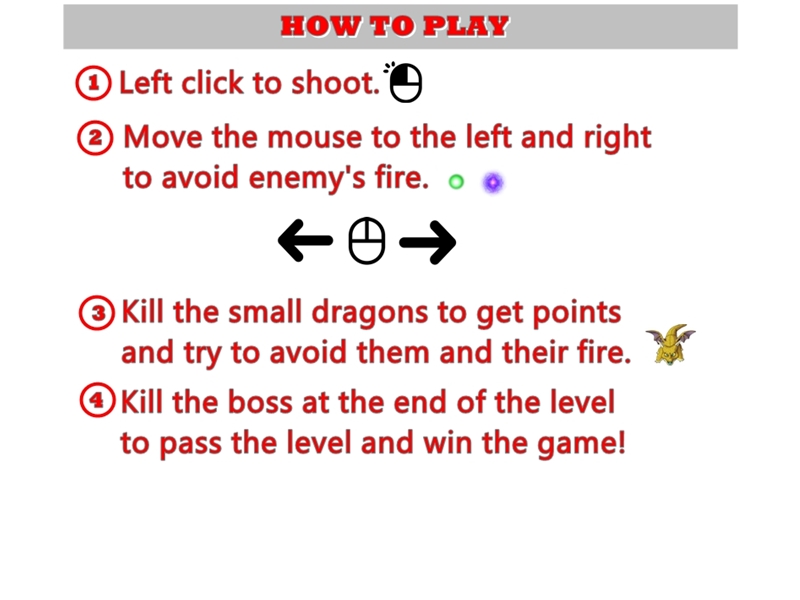 HOW TO PLAY
1 Left click to shoot.
2 Move the mouse to the left and right
to avoid enemy's fire.
3 Kill the small dragons to get points
and try to avoid them and their fire.
4 Kill the boss at the end of the level
to pass the level and win the game!